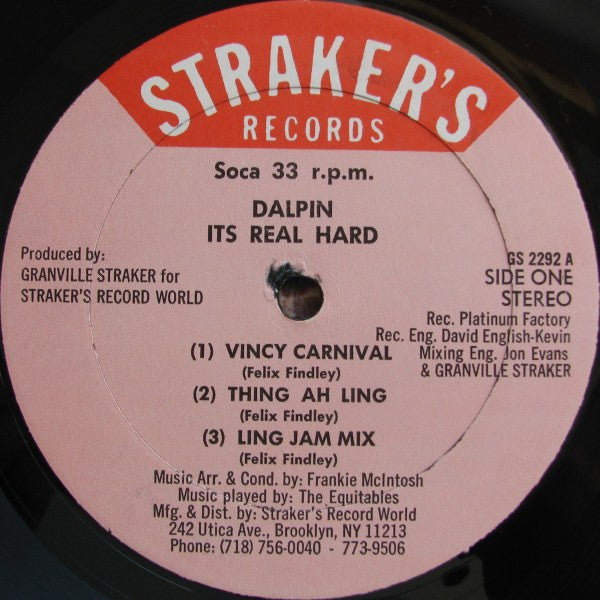 STRAKER'S
RECORDS
Soca 33 r.p.m.
DALPIN
ITS REAL HARD
Produced by:
GRANVILLE STRAKER for
STRAKER'S RECORD WORLD
GS 2292 A
SIDE ONE
STEREO
Rec. Platinum Factory
Rec. Eng. David English-Kevin
Mixing Eng. Jon Evans
& GRANVILLE STRAKER
(1) VINCY CARNIVAL
(Felix Findley)
(2) THING AH LING
(Felix Findley)
(3) LING JAM MIX
(Felix Findley)
Music Arr. & Cond. by: Frankie McIntosh
Music played by: The Equitables
Mfg. & Dist. by: Straker's Record World
242 Utica Ave., Brooklyn, NY 11213
Phone: (718) 756-0040 - 773-9506